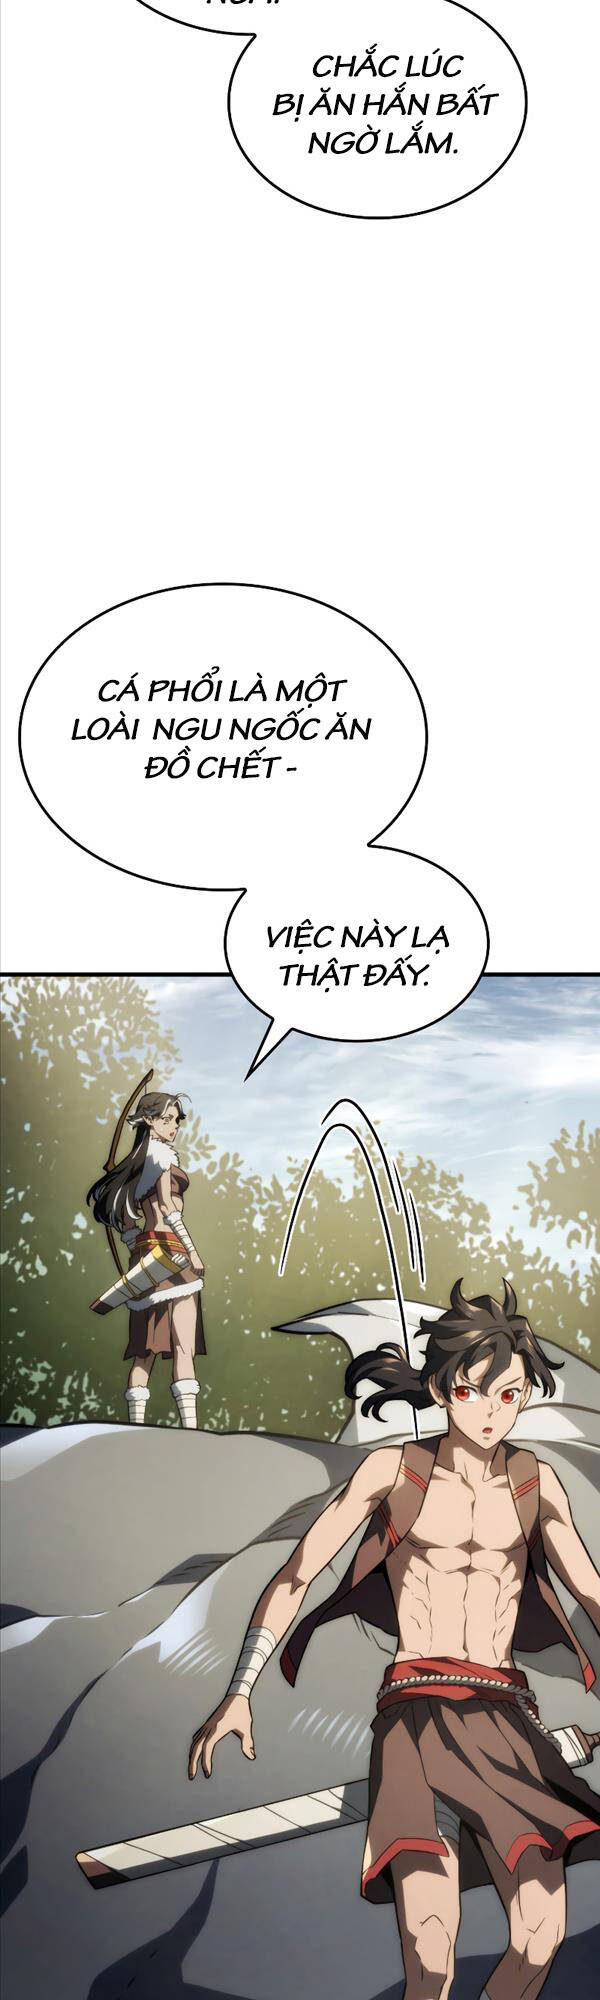 CHẮC LÚC
BỊ ĂN HẮN BẤT
NGỜ LẮM.
CÁ PHỔI LÀ MỘT
LOÀI NGU NGỐC ĂN
ĐỒ CHẾT -
VIỆC NÀY LẠ
THẬT ĐẤY.